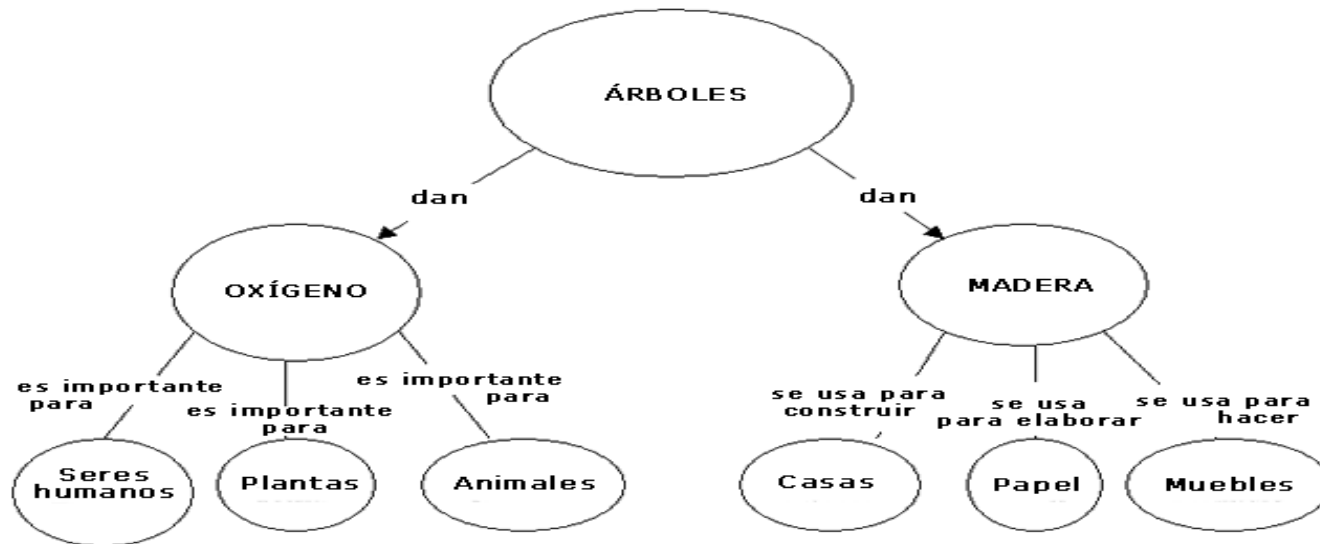 ÁRBOLES
dan
dan
OXÍGENO
MADERA
es importante
para
es importante
para
es importante
para
se usa para
construir
se usa
para elaborar
se usa para
hacer
Seres
humanos
Plantas
Animales
Casas
Papel
Muebles